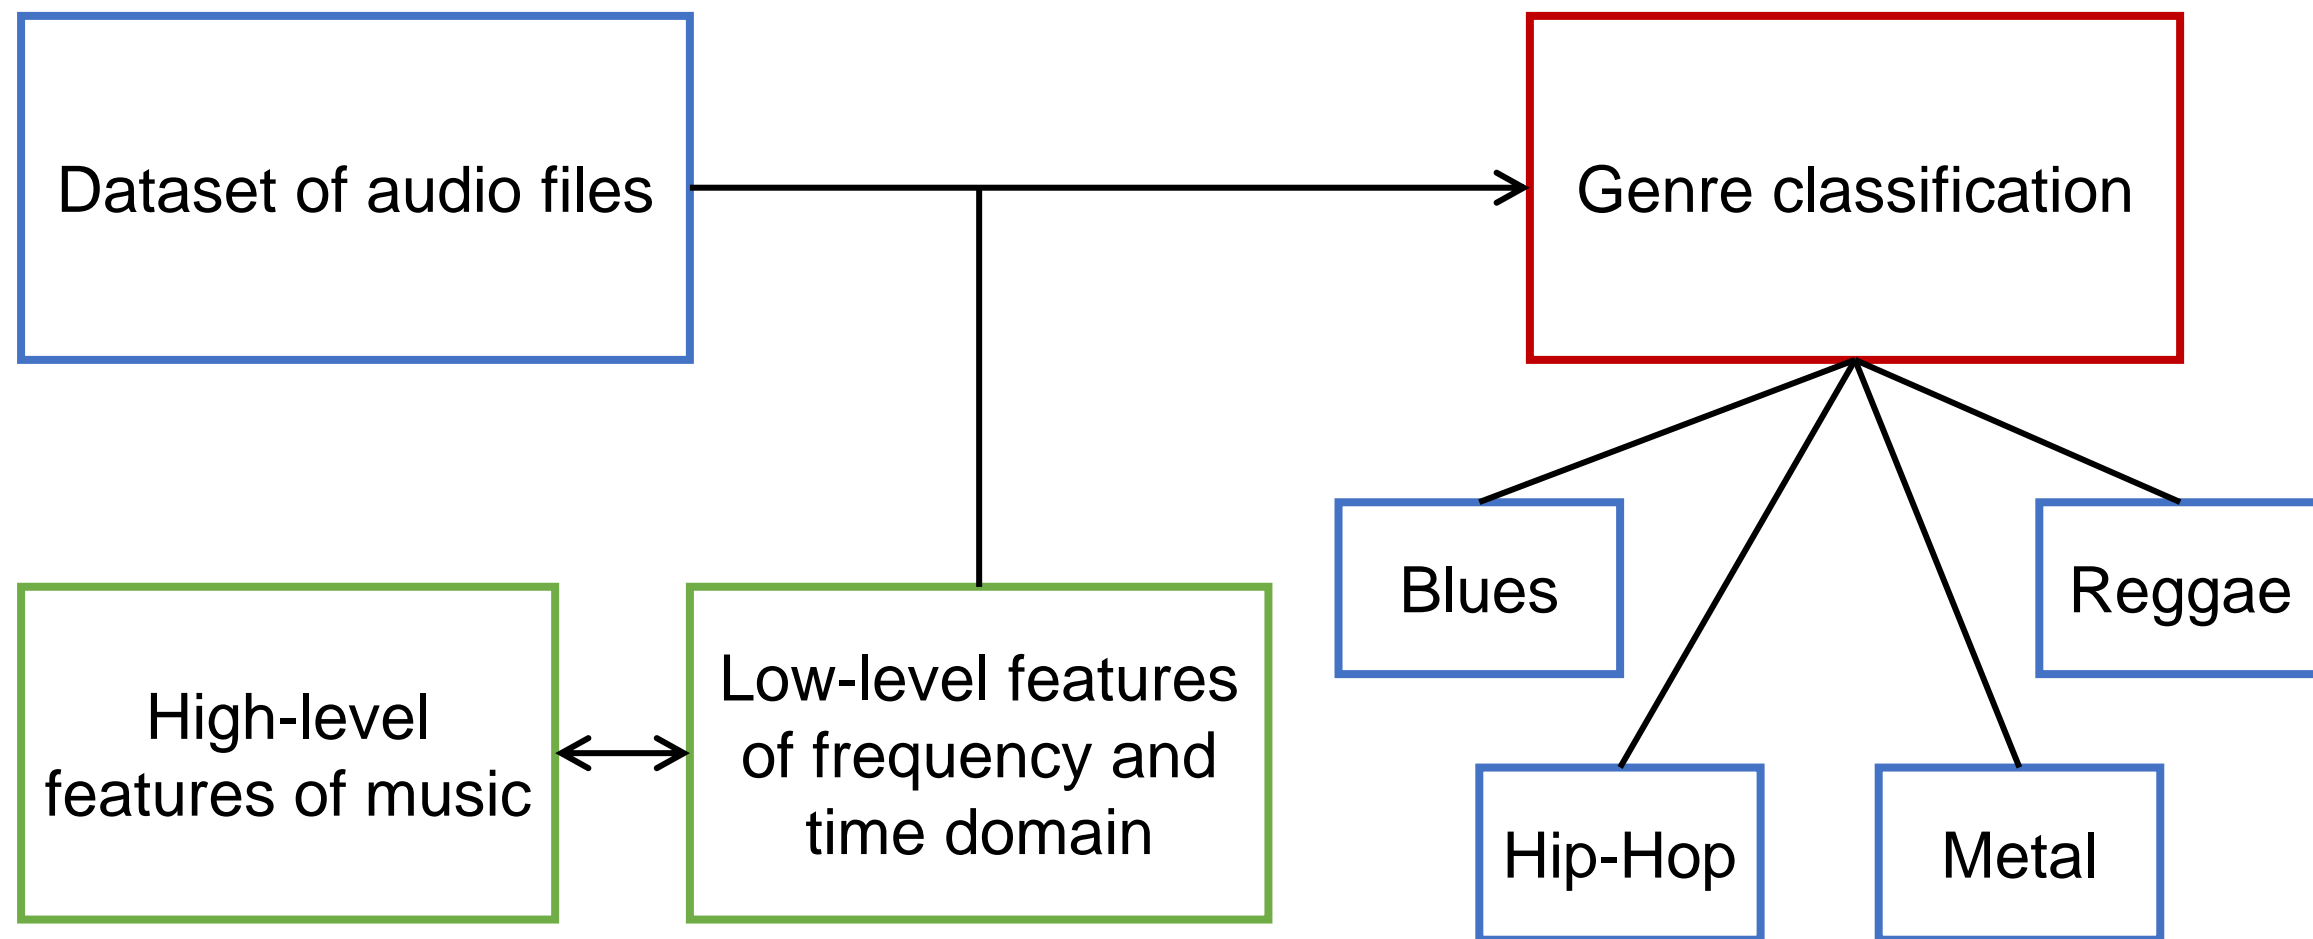 Dataset of audio files
Genre classification
Blues
Reggae
High-level
features of music
Low-level features
of frequency and
time domain
Hip-Hop
Metal